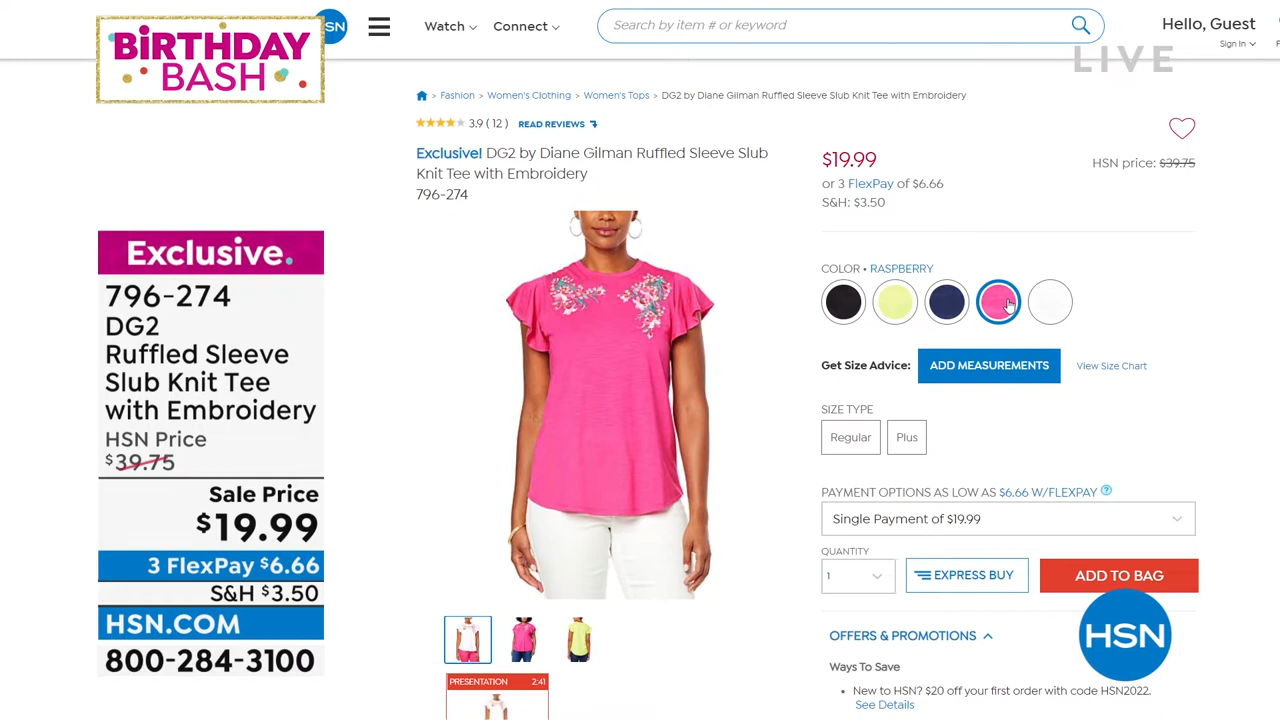 BiRTHDAY
BASH
SN
Watch
Connect
Search by item # or keyword
Hello, Guest
Sign In
LIVE
Fashion > Women's Clothing > Women's Tops > DG2 by Diane Gilman Ruffled Sleeve Slub Knit Tee with Embroidery
3.9 ( 12 ) READ REVIEWS
Exclusive! DG2 by Diane Gilman Ruffled Sleeve Slub
Knit Tee with Embroidery
796-274
$19.99
HSN price: $39.75
or 3 FlexPay of $6.66
S&H: $3.50
Exclusive.
796-274
DG2
Ruffled Sleeve
Slub Knit Tee
with Embroidery
HSN Price
$39.75
Sale Price
$19.99
3 FlexPay $6.66
S&H $3.50
HSN.COM
800-284-3100
COLOR • RASPBERRY
Get Size Advice:
ADD MEASUREMENTS
View Size Chart
SIZE TYPE
Regular
Plus
PAYMENT OPTIONS AS LOW AS $6.66 W/FLEXPAY ?
Single Payment of $19.99
QUANTITY
1
EXPRESS BUY
ADD TO BAG
OFFERS & PROMOTIONS
HSN
Ways To Save
• New to HSN? $20 off your first order with code HSN2022.
See Details
PRESENTATION 2:41